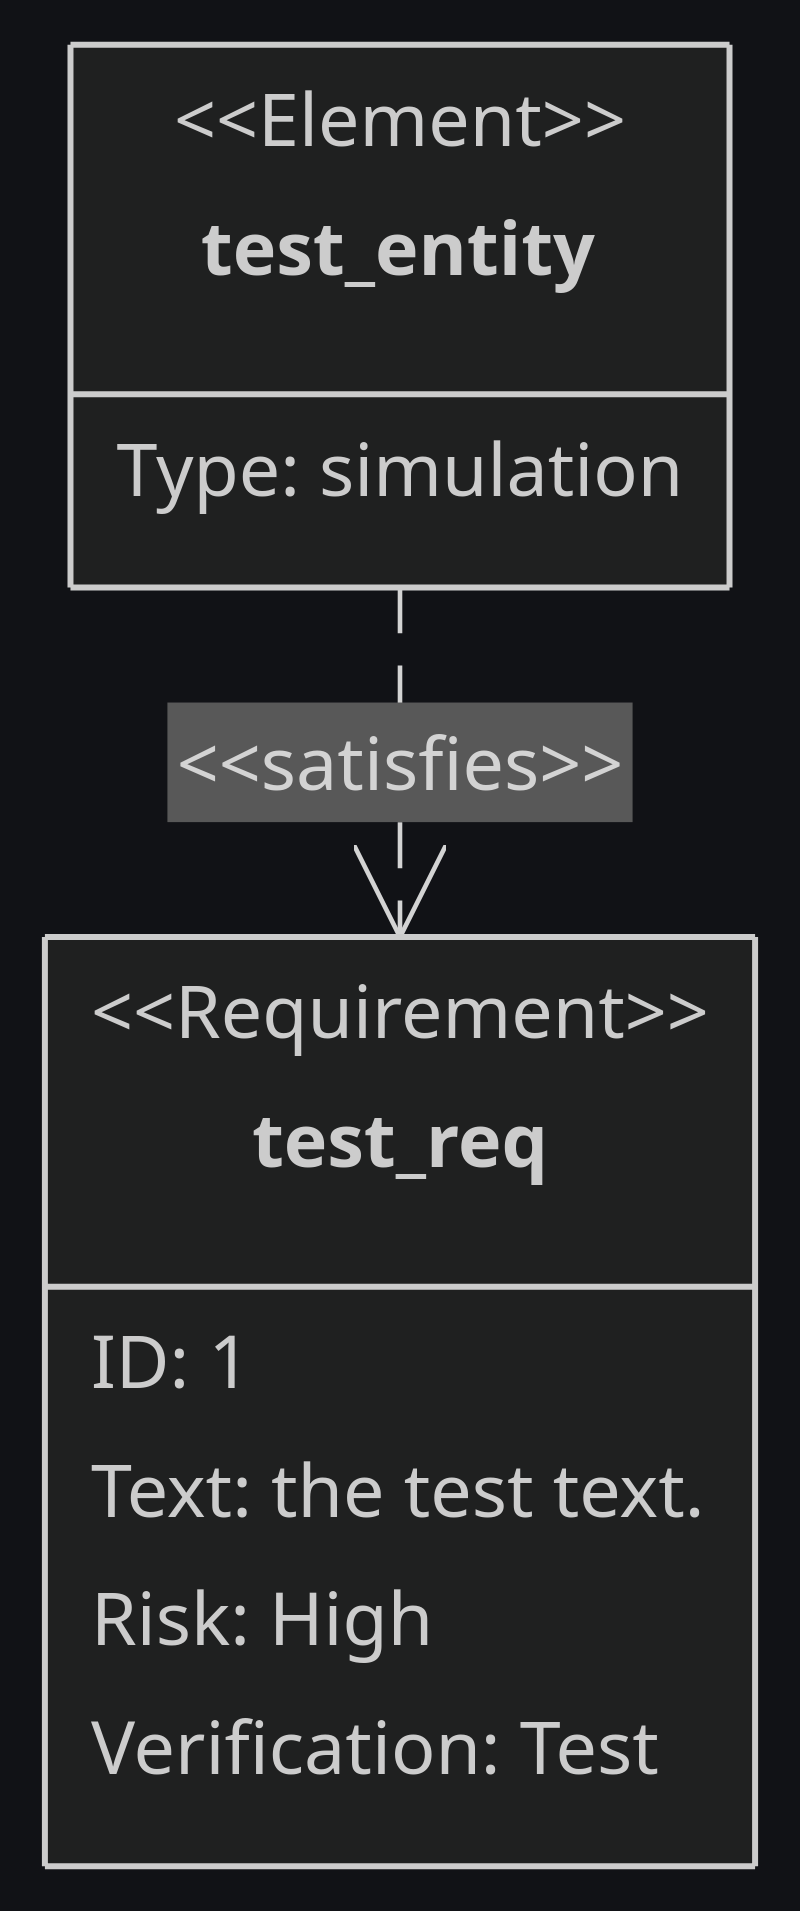 <<Element>>
test_entity
Type: simulation
<<satisfies>>
<<Requirement>>
test_req
ID: 1
Text: the test text.
Risk: High
Verification: Test